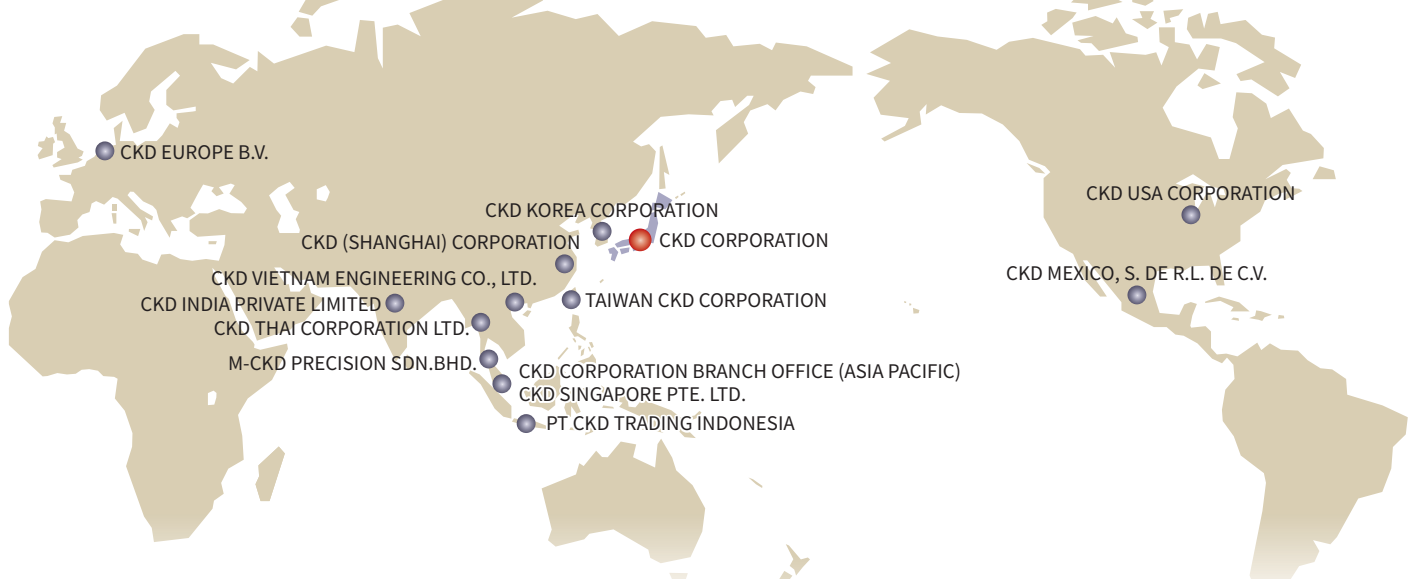 CKD EUROPE B.V.
CKD USA CORPORATION
CKD KOREA CORPORATION
CKD (SHANGHAI) CORPORATION
CKD CORPORATION
CKD MEXICO, S. DE R.L. DE C.V.
CKD VIETNAM ENGINEERING CO., LTD.
CKD INDIA PRIVATE LIMITED
TAIWAN CKD CORPORATION
CKD THAI CORPORATION LTD.
M-CKD PRECISION SDN.BHD.
CKD CORPORATION BRANCH OFFICE (ASIA PACIFIC)
CKD SINGAPORE PTE. LTD.
PT CKD TRADING INDONESIA